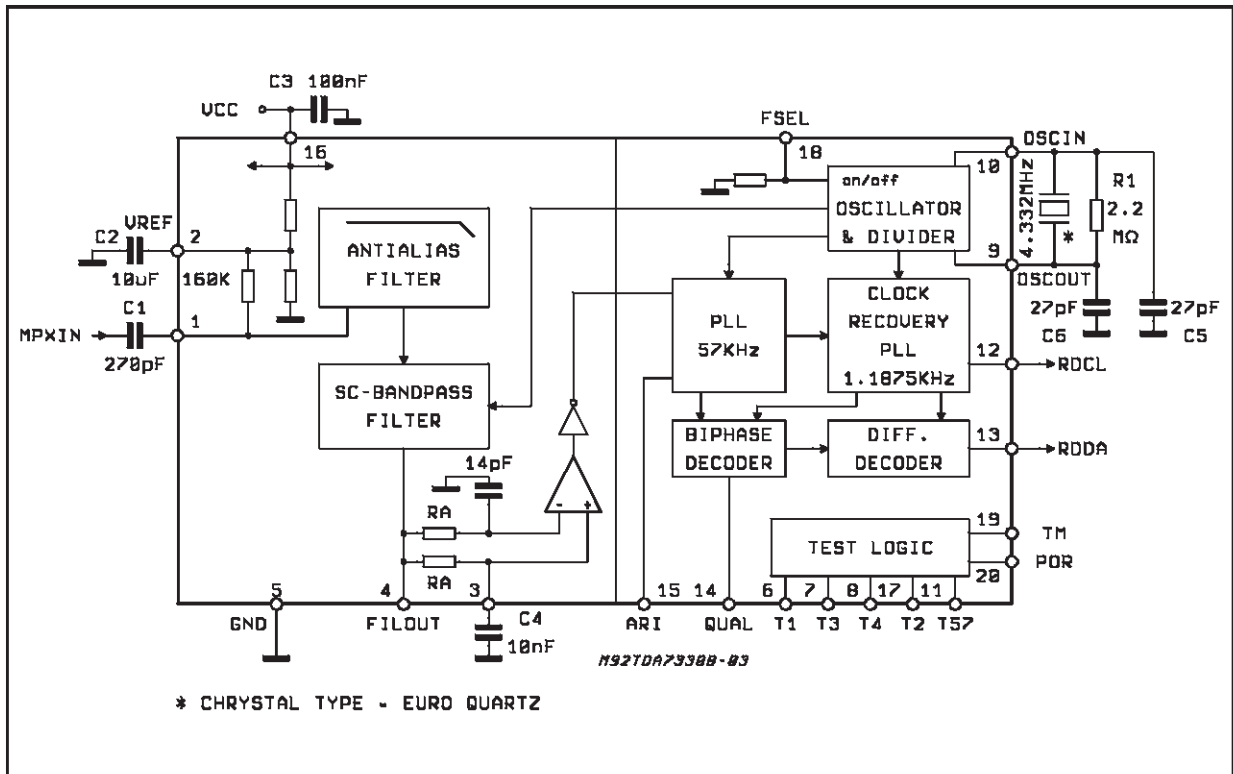 C3 100nF
VCC
FSEL
16
18
OSCIN
10
on/off
OSCILLATOR
& DIVIDER
4.332MHz
*
R1
2.2
MΩ
VREF
C2
2
10uF
160K
ANTIALIAS
FILTER
9
OSCOUT
C1
MPXIN
1
270pF
PLL
57KHz
CLOCK
RECOVERY
PLL
1.1875KHz
27pF
C6
27pF
C5
12
RDCL
SC-BANDPASS
FILTER
BIPHASE
DECODER
DIFF.
DECODER
13
RDDA
14pF
- +
RA
RA
TEST LOGIC
19
TM
POR
20
5
4
3
15
14
6
7
8
17
11
GND
FILOUT
C4
10nF
ARI
QUAL
T1
T3
T4
T2
T57
M92TDA7330B-03
* CHRYSTAL TYPE - EURO QUARTZ